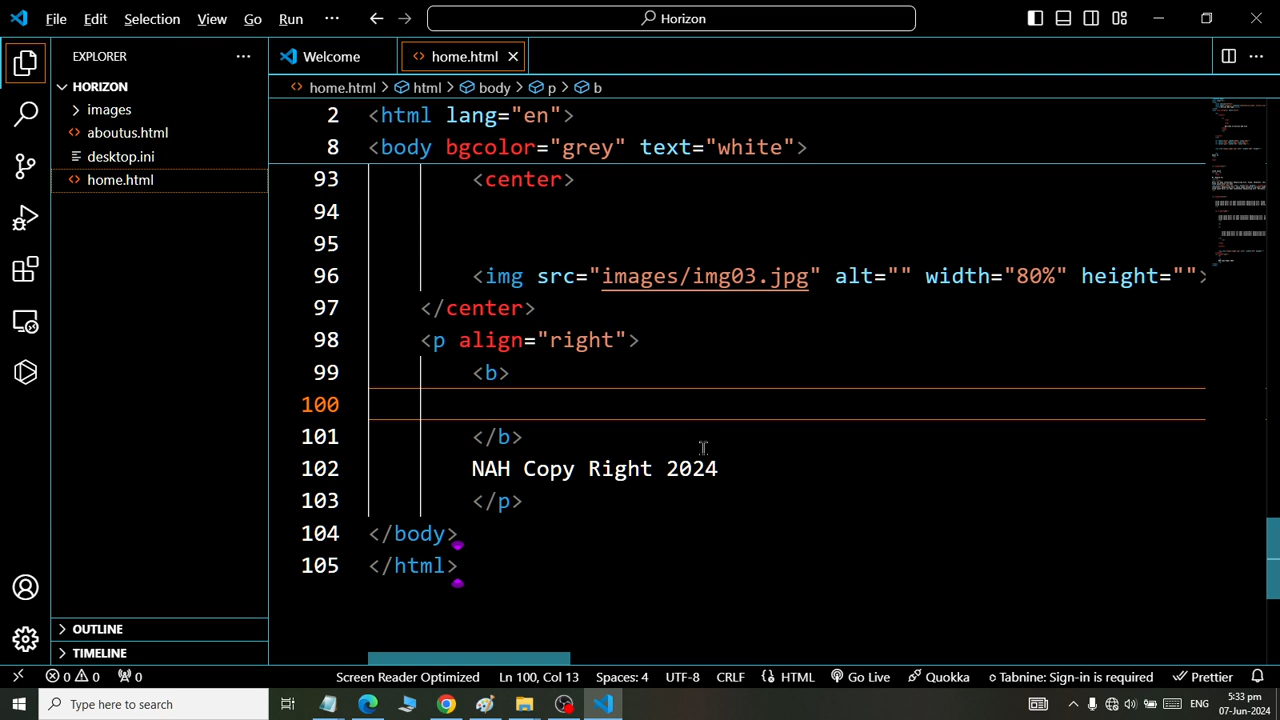 File Edit Selection View Go Run ··· Horizon
EXPLORER ···
HORIZON
images
aboutus.html
desktop.ini
home.html
OUTLINE
TIMELINE
Welcome home.html
home.html > html > body > p > b
2 <html lang="en">
8 <body bgcolor="grey" text="white">
93 <center>
94
95
96 <img src="images/img03.jpg" alt="" width="80%" height="">
97 </center>
98 <p align="right">
99 <b>
100
101 </b>
102 NAH Copy Right 2024
103 </p>
104 </body>
105 </html>
0 0 0 Screen Reader Optimized Ln 100, Col 13 Spaces: 4 UTF-8 CRLF HTML Go Live Quokka Tabnine: Sign-in is required Prettier
Type here to search ENG 5:33 pm
07-Jun-2024